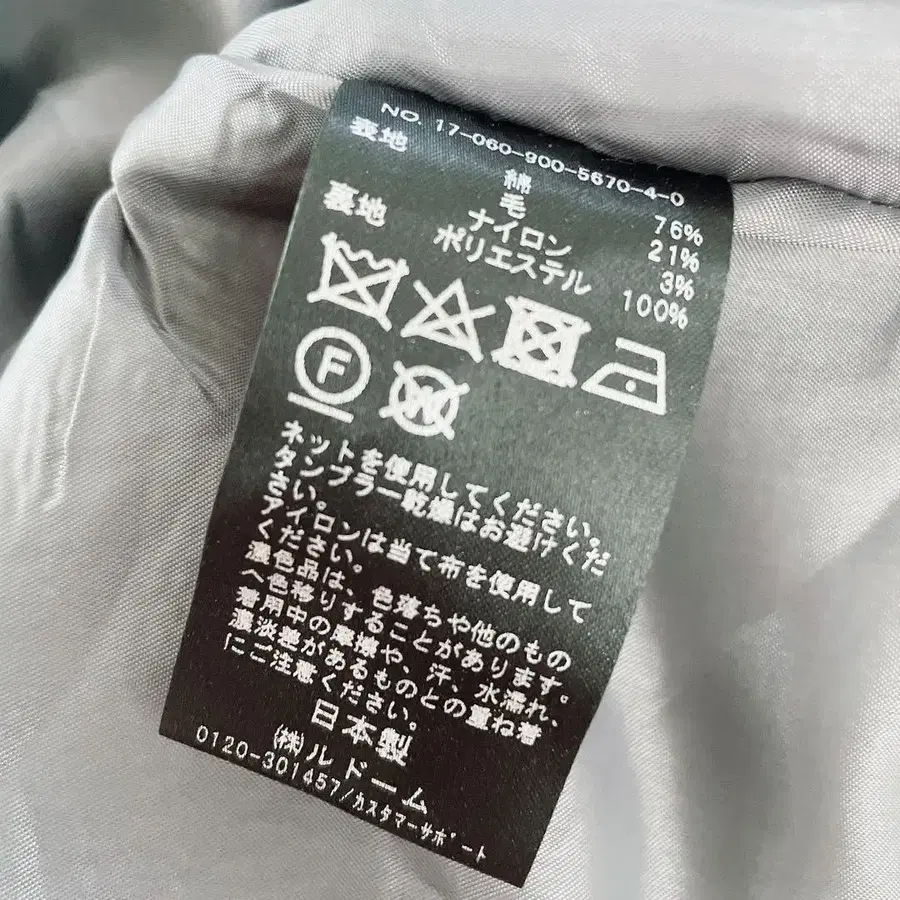 NO. 17-060-900-5670-4-0
表地
綿 76%
毛 21%
ナイロン 3%
裏地 ポリエステル 100%
F
W
ネットを使用してください。
タンブラー乾燥はお避けくだ
さい。
アイロンは当て布を使用して
ください。
濃色品は、色落ちや他のもの
へ色移りすることがあります。
着用中の摩擦や、汗、水濡れ、
濃淡差があるものとの重ね着
にご注意ください。
日本製
㈱ルドーム
0120-301457/カスタマーサポート